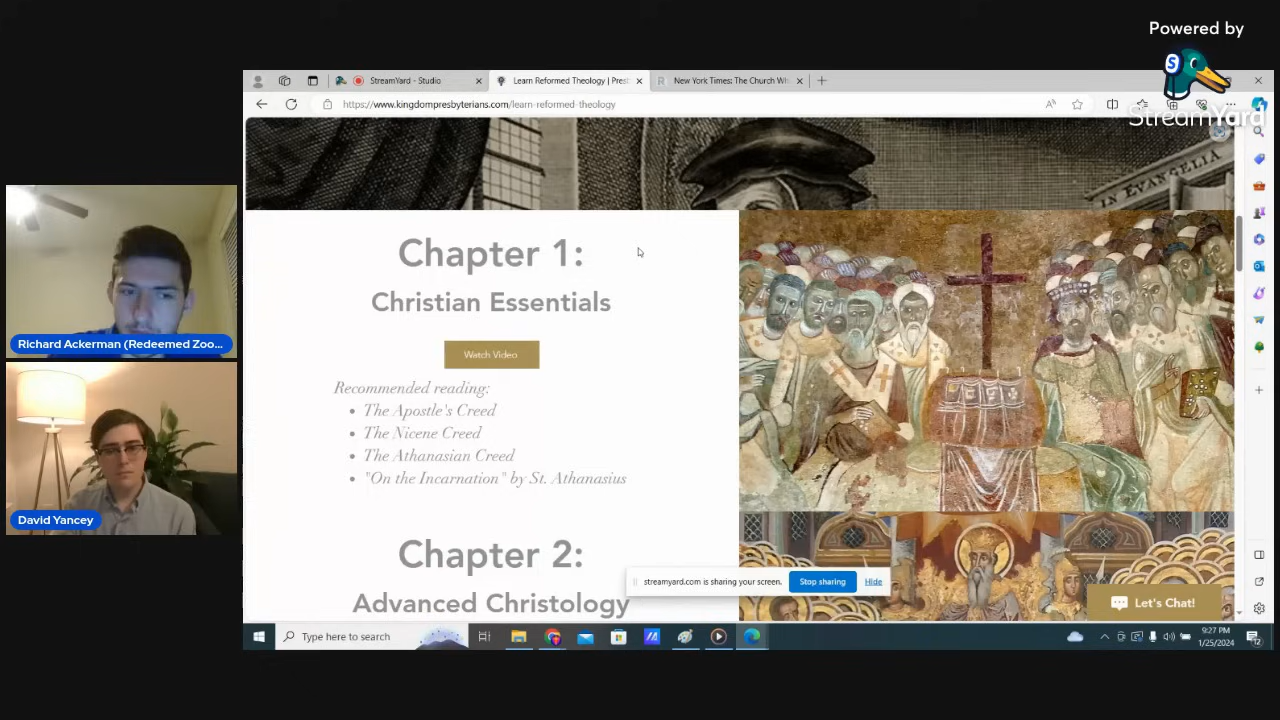 Powered by
StreamYard
StreamYard - Studio
Learn Reformed Theology | Pres
New York Times: The Church Wh
https://www.kingdompresbyterians.com/learn-reformed-theology
IN EVANGELIA
Chapter 1:
Christian Essentials
Watch Video
Recommended reading:
• The Apostle's Creed
• The Nicene Creed
• The Athanasian Creed
• "On the Incarnation" by St. Athanasius
Richard Ackerman (Redeemed Zoo...
David Yancey
Chapter 2:
Advanced Christology
streamyard.com is sharing your screen.
Stop sharing
Hide
Let's Chat!
Type here to search
9:27 PM
1/25/2024